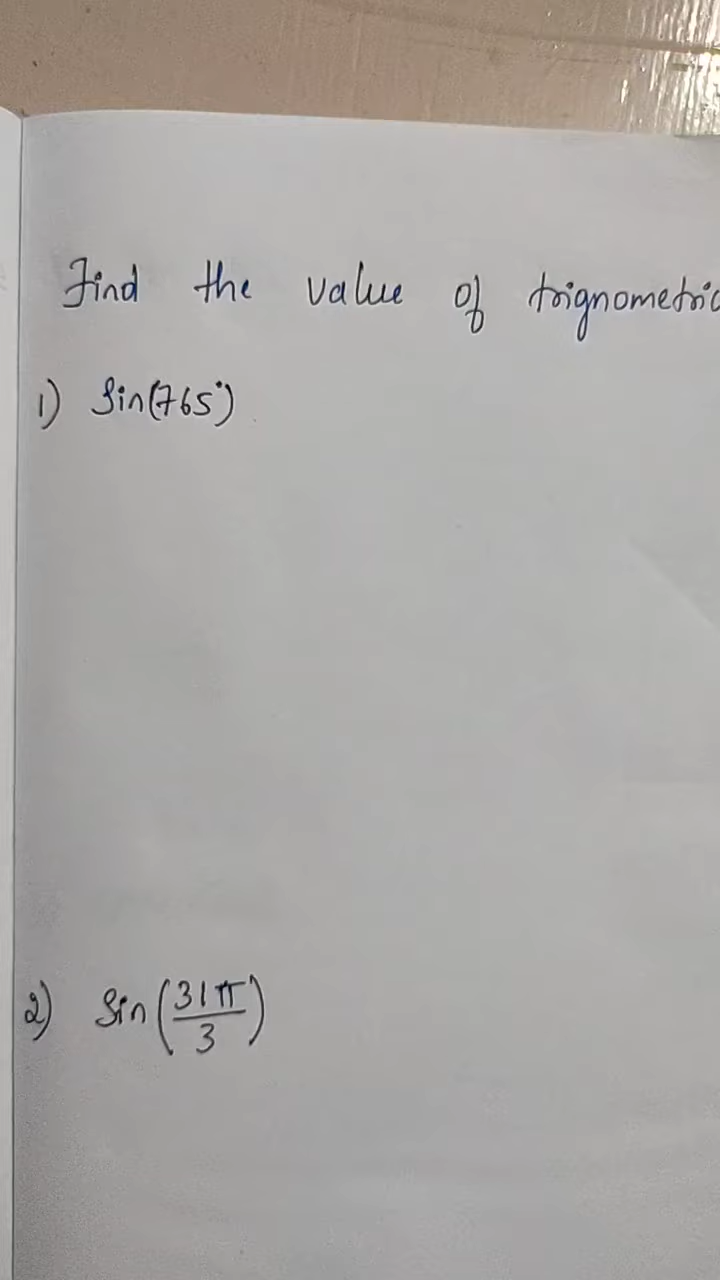 Find the value of trignometric
1) Sin(765°)
2) Sin(31π/3)